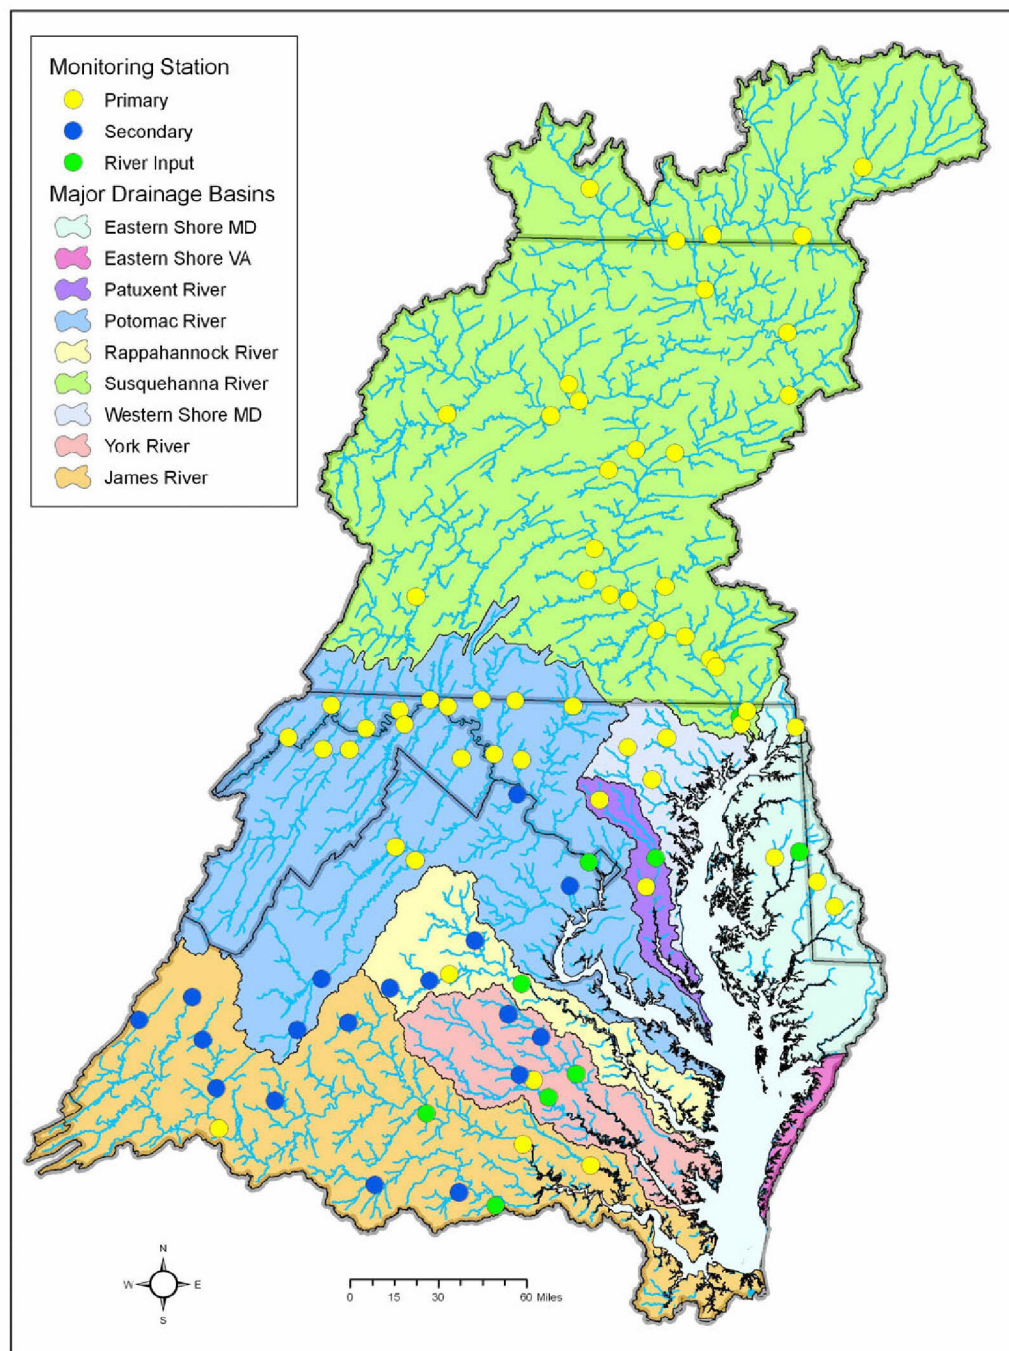 Monitoring Station
Primary
Secondary
River Input
Major Drainage Basins
Eastern Shore MD
Eastern Shore VA
Patuxent River
Potomac River
Rappahannock River
Susquehanna River
Western Shore MD
York River
James River
N
W E
S
0 15 30 60 Miles